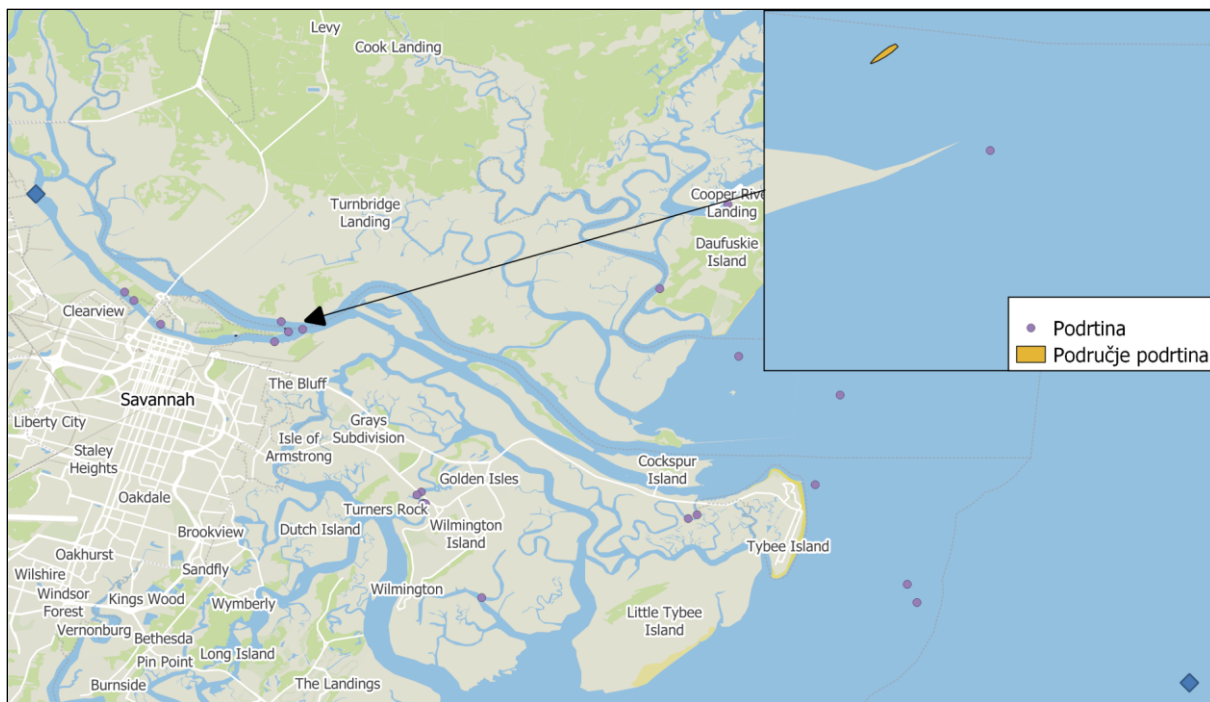 Levy
Cook Landing
Cooper River
Landing
Turnbridge
Landing
Daufuskie
Island
Clearview
Podrtina
Područje podrtina
The Bluff
Savannah
Grays
Subdivision
Liberty City
Isle of
Armstrong
Staley
Heights
Cockspur
Island
Golden Isles
Oakdale
Turners Rock
Dutch Island
Wilmington
Island
Brookview
Tybee Island
Oakhurst
Sandfly
Wilshire
Wilmington
Windsor
Forest
Kings Wood
Wymberly
Little Tybee
Island
Vernonburg
Bethesda
Long Island
Pin Point
Burnside
The Landings